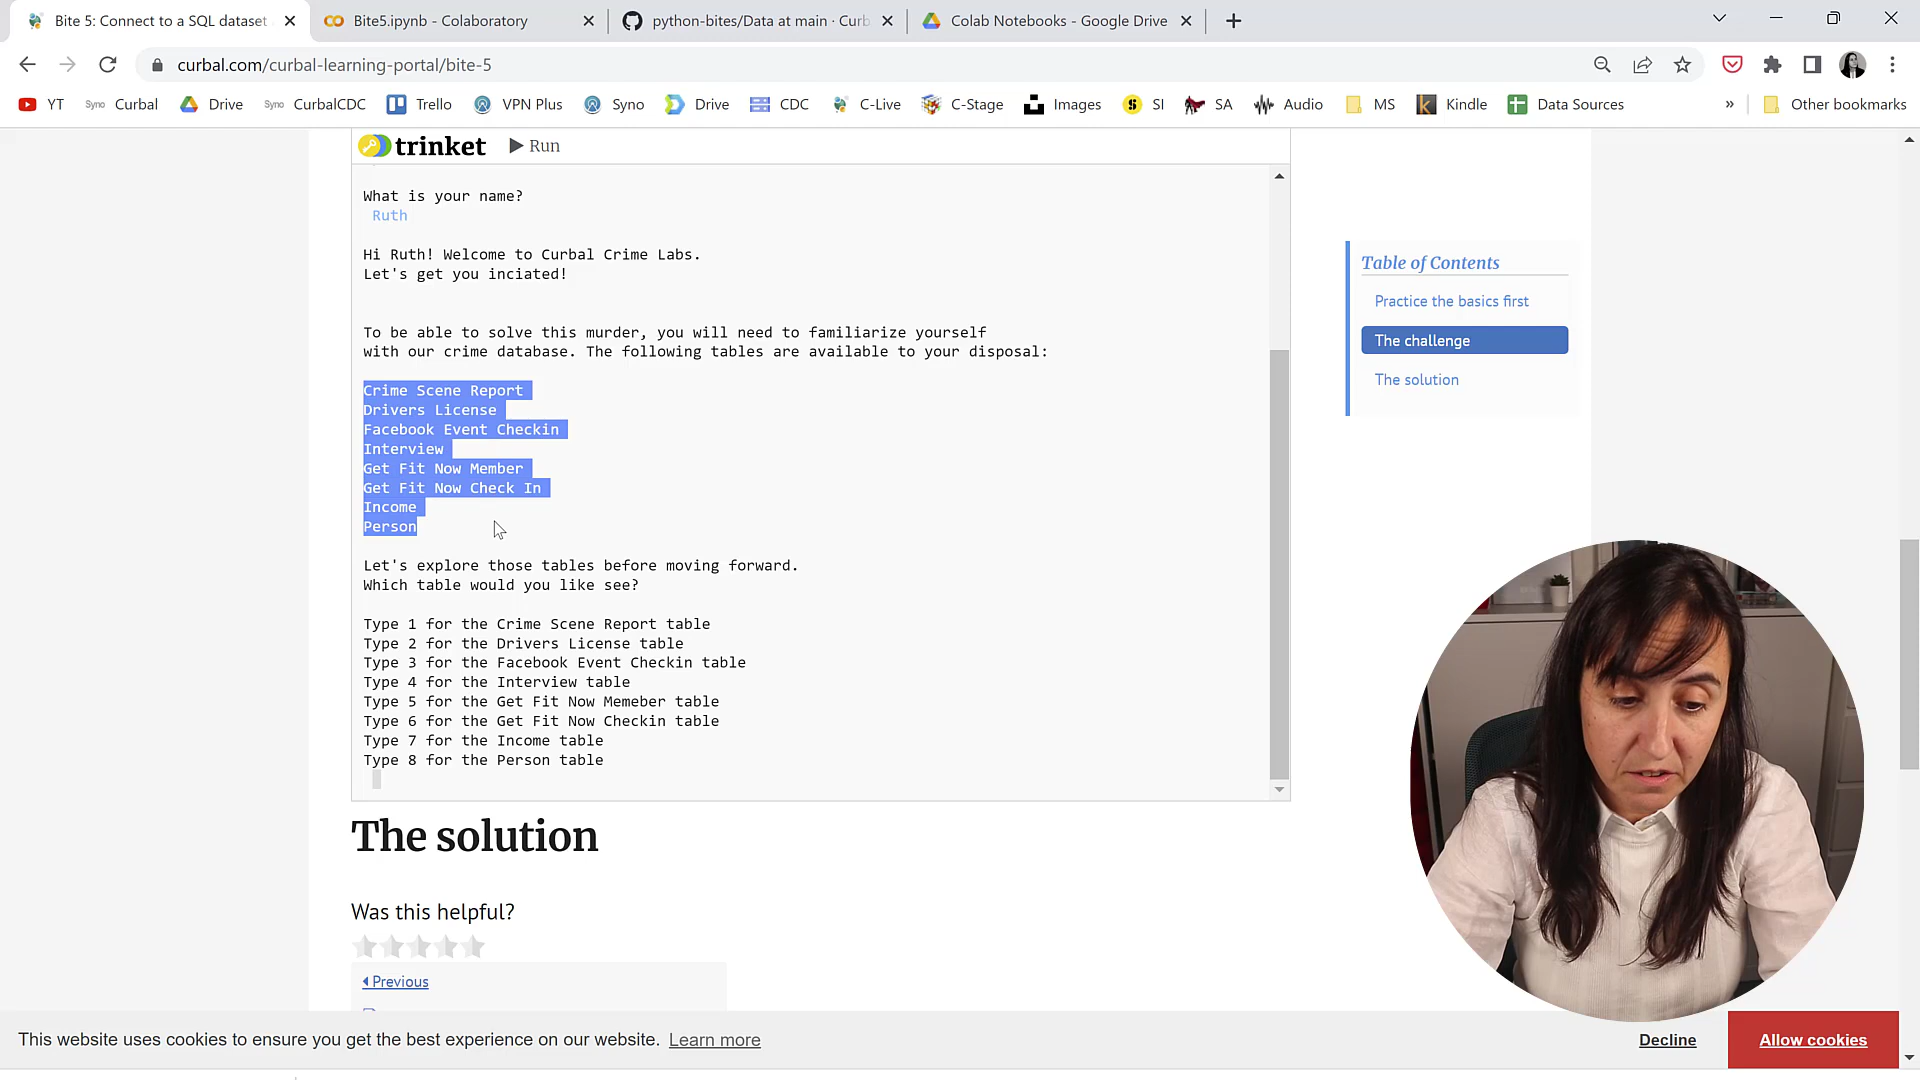 Bite 5: Connect to a SQL dataset
Bite5.ipynb - Colaboratory
python-bites/Data at main · Curb
Colab Notebooks - Google Drive
curbal.com/curbal-learning-portal/bite-5
YT
Syno Curbal
Drive
Syno CurbalCDC
Trello
VPN Plus
Syno
Drive
CDC
C-Live
C-Stage
Images
SI
SA
Audio
MS
Kindle
Data Sources
»
Other bookmarks
trinket
Run
What is your name?
Ruth
Hi Ruth! Welcome to Curbal Crime Labs.
Let's get you inciated!
To be able to solve this murder, you will need to familiarize yourself
with our crime database. The following tables are available to your disposal:
Crime Scene Report
Drivers License
Facebook Event Checkin
Interview
Get Fit Now Member
Get Fit Now Check In
Income
Person
Let's explore those tables before moving forward.
Which table would you like see?
Type 1 for the Crime Scene Report table
Type 2 for the Drivers License table
Type 3 for the Facebook Event Checkin table
Type 4 for the Interview table
Type 5 for the Get Fit Now Memeber table
Type 6 for the Get Fit Now Checkin table
Type 7 for the Income table
Type 8 for the Person table
Table of Contents
Practice the basics first
The challenge
The solution
The solution
Was this helpful?
Previous
This website uses cookies to ensure you get the best experience on our website. Learn more
Decline
Allow cookies